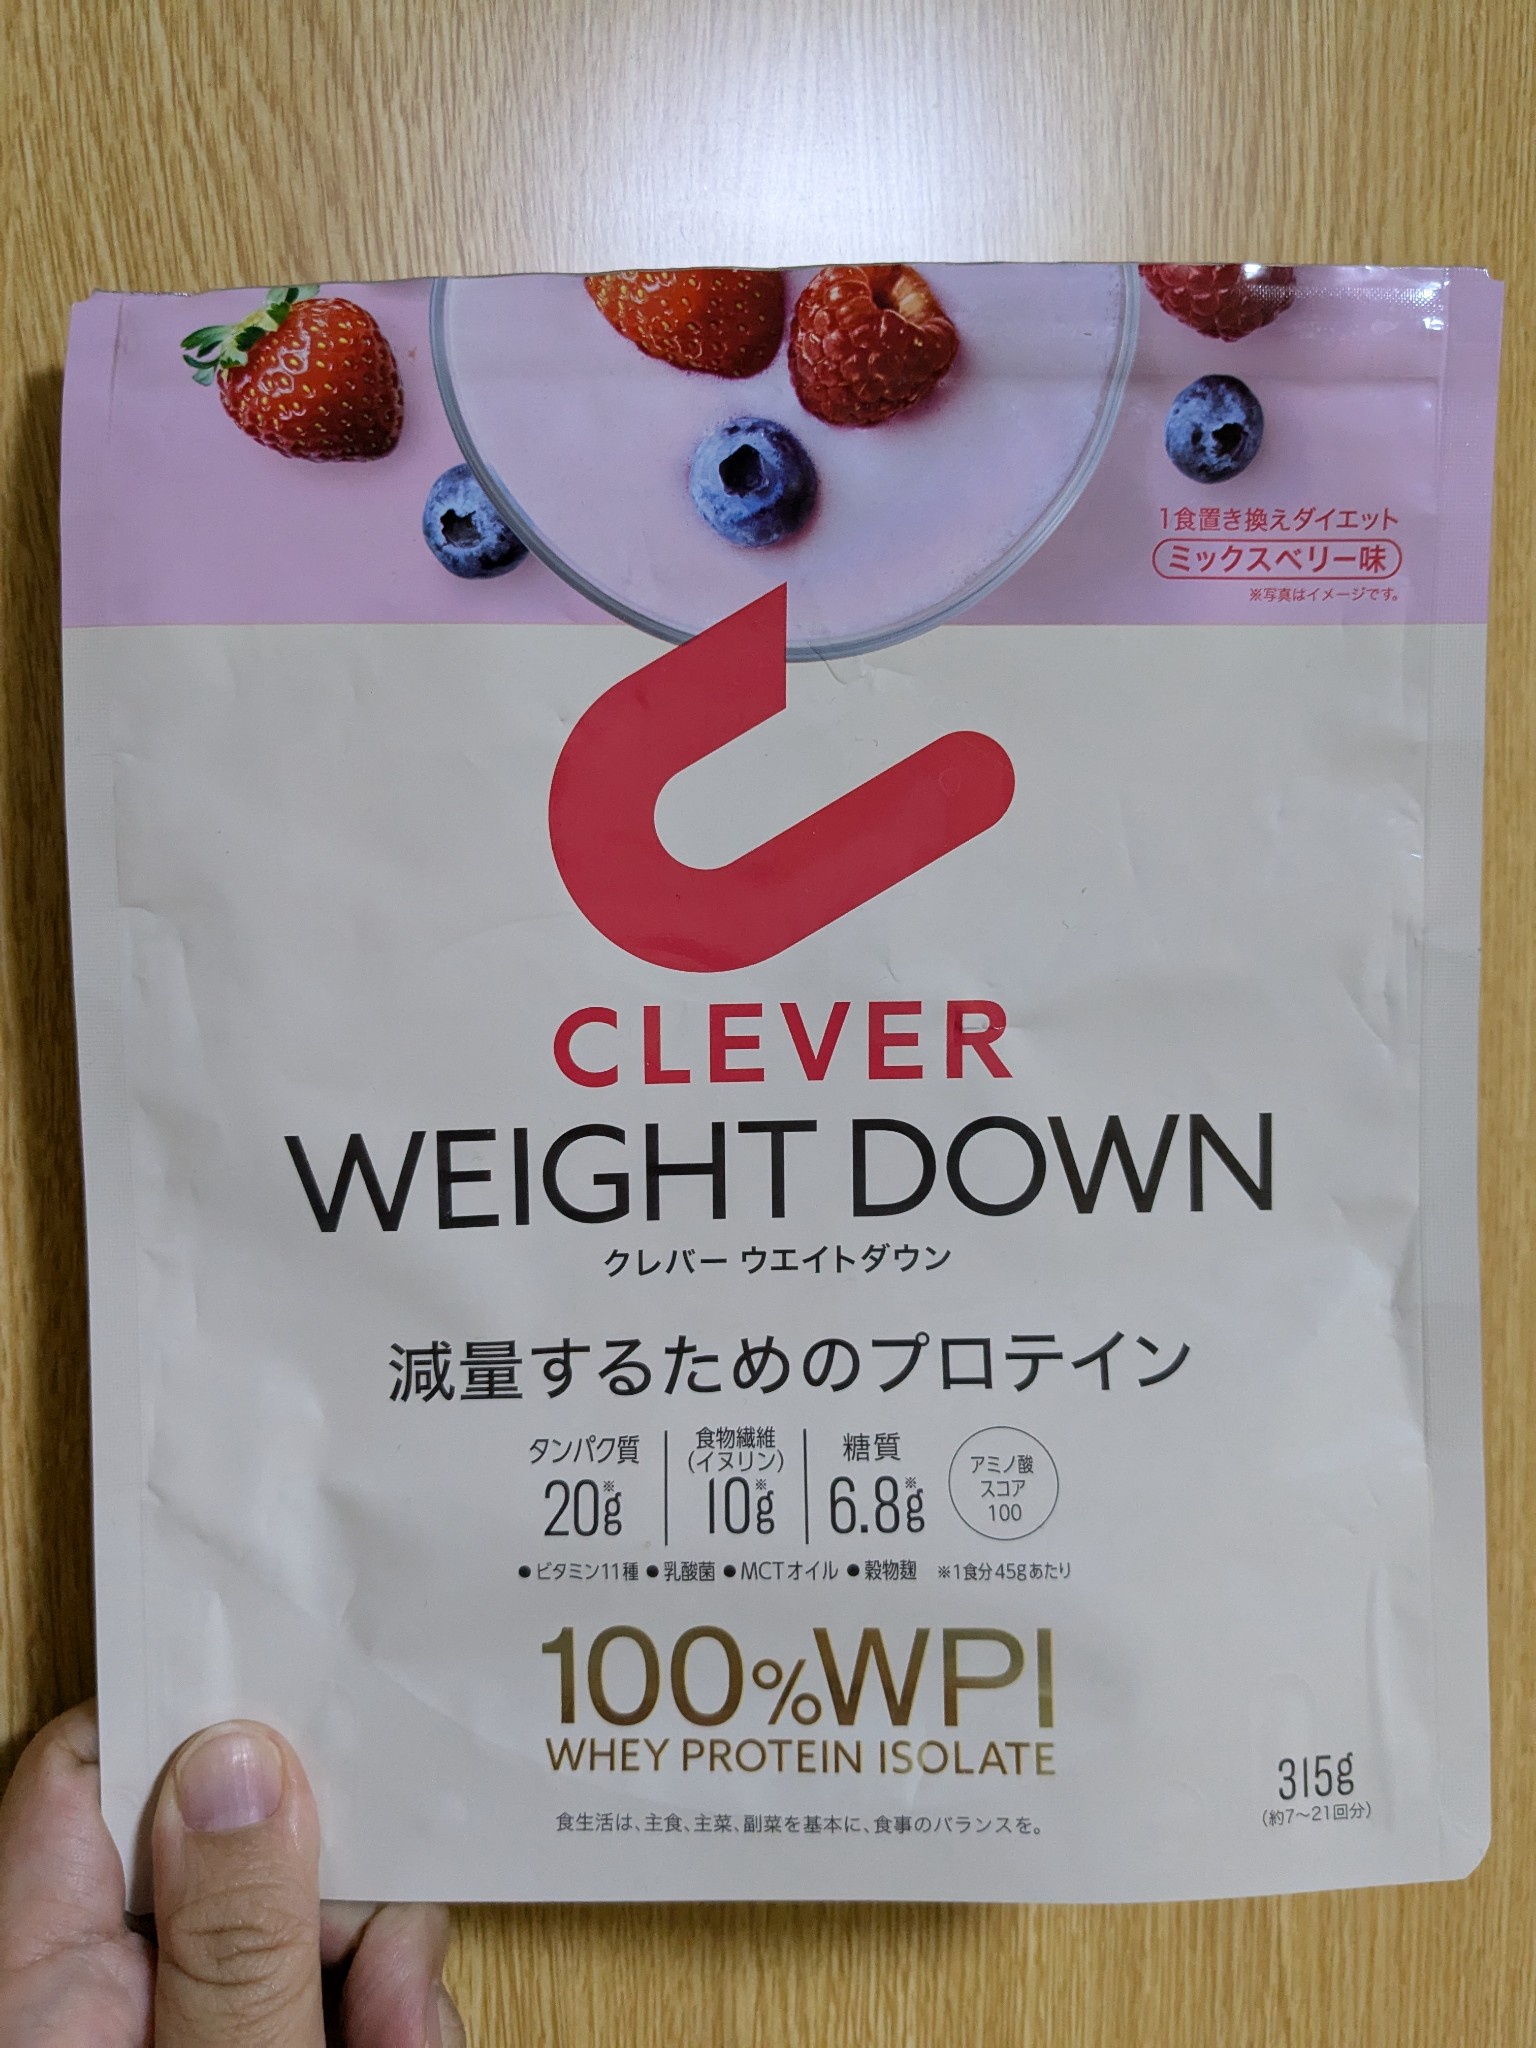 1食置き換えダイエット
ミックスベリー味
※写真はイメージです。
CLEVER
WEIGHT DOWN
クレバー ウエイトダウン
減量するためのプロテイン
タンパク質 20g※
食物繊維 (イヌリン) 10g※
糖質 6.8g※
アミノ酸
スコア
100
●ビタミン11種 ●乳酸菌 ●MCTオイル ●穀物麹 ※1食分45gあたり
100%WPI
WHEY PROTEIN ISOLATE
315g
(約7〜21回分)
食生活は、主食、主菜、副菜を基本に、食事のバランスを。